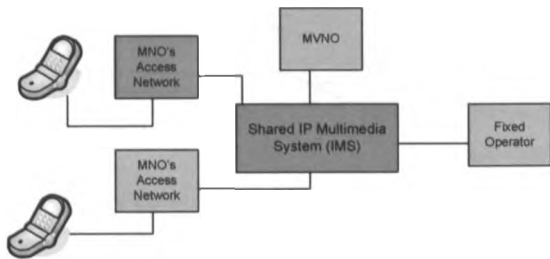 MNO's
Access
Network
MVNO
Shared IP Multimedia
System (IMS)
Fixed
Operator
MNO's
Access
Network